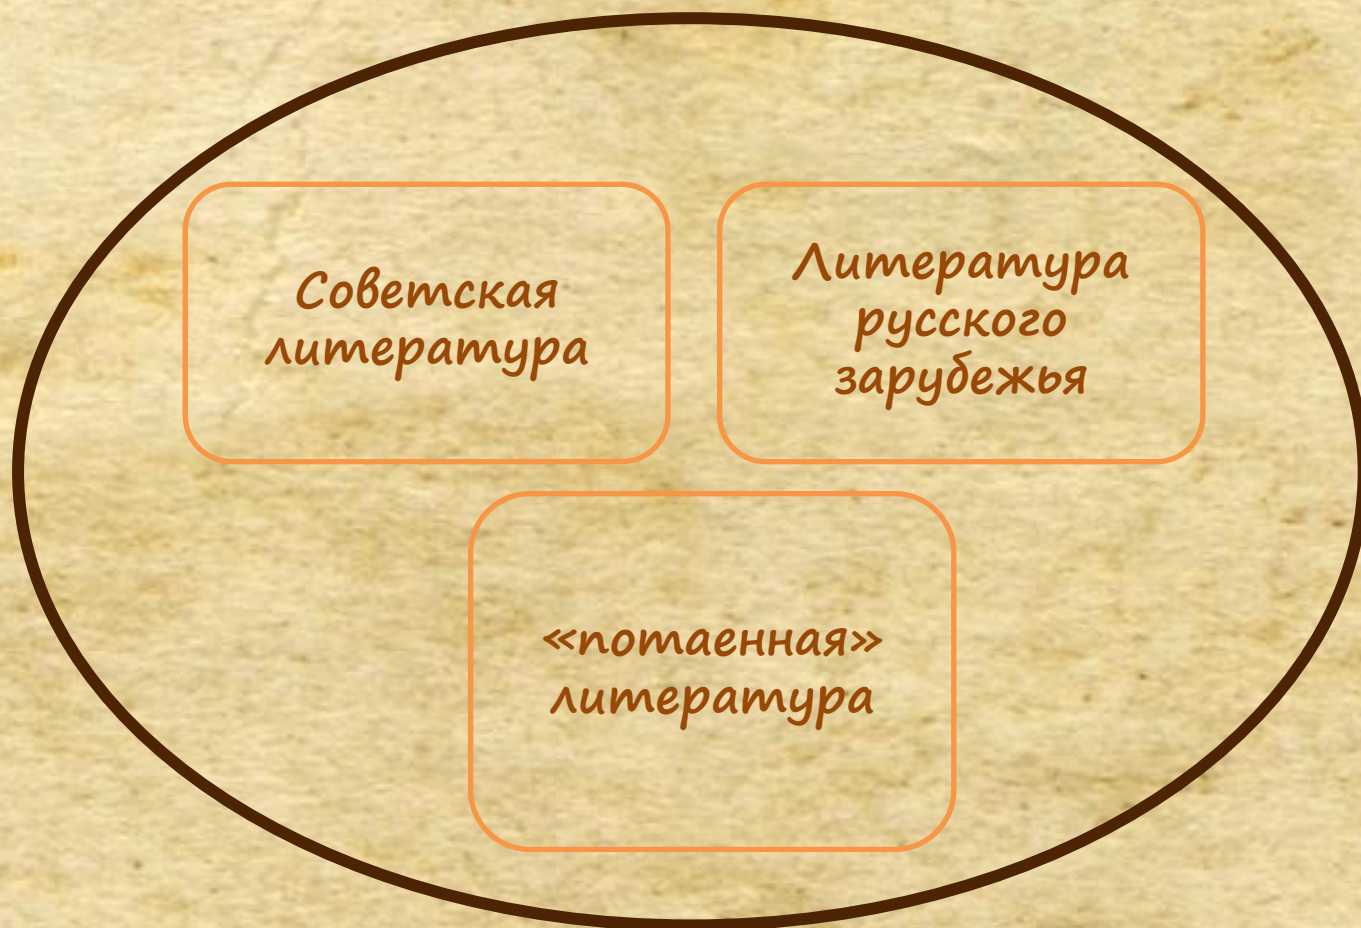 Советская
литература
Литература
русского
зарубежья
«потаенная»
литература